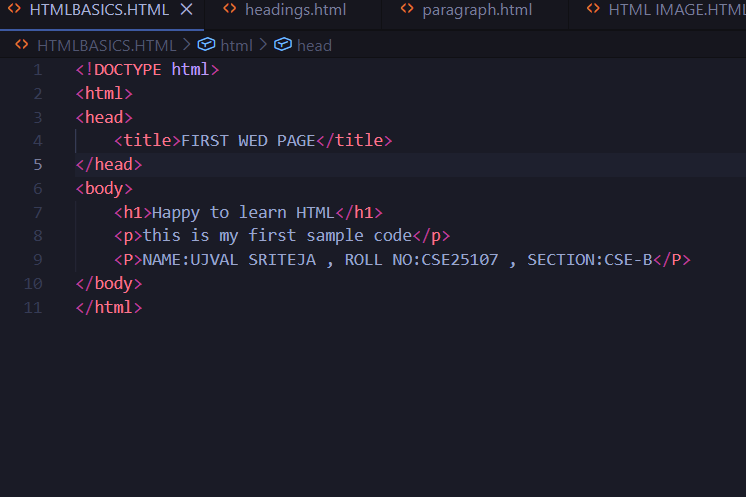 HTMLBASICS.HTML headings.html paragraph.html HTML IMAGE.HTML
HTMLBASICS.HTML > html > head
1 <!DOCTYPE html>
2 <html>
3 <head>
4 <title>FIRST WED PAGE</title>
5 </head>
6 <body>
7 <h1>Happy to learn HTML</h1>
8 <p>this is my first sample code</p>
9 <P>NAME:UJVAL SRITEJA , ROLL NO:CSE25107 , SECTION:CSE-B</P>
10 </body>
11 </html>